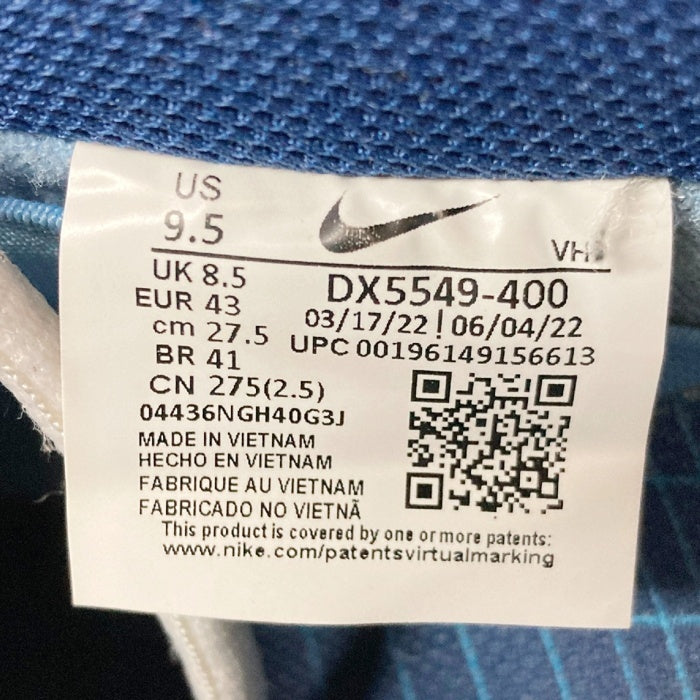 US
9.5
UK 8.5
EUR 43
cm 27.5
BR 41
CN 275(2.5)
04436NGH40G3J
DX5549-400
03/17/22 | 06/04/22
UPC 00196149156613
MADE IN VIETNAM
HECHO EN VIETNAM
FABRIQUE AU VIETNAM
FABRICADO NO VIETNÃ
This product is covered by one or more patents:
www.nike.com/patentsvirtualmarking